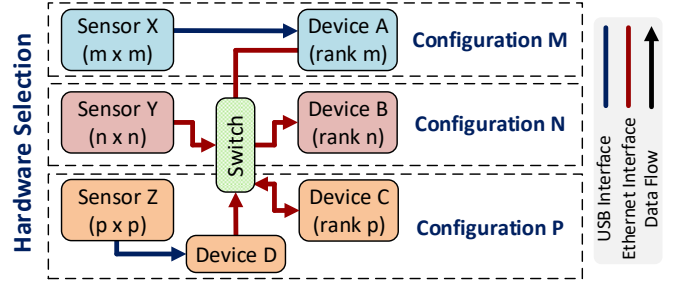 Hardware Selection
Sensor X
(m x m)
Device A
(rank m)
Configuration M
Sensor Y
(n x n)
Switch
Device B
(rank n)
Configuration N
Sensor Z
(p x p)
Device D
Device C
(rank p)
Configuration P
USB Interface
Ethernet Interface
Data Flow